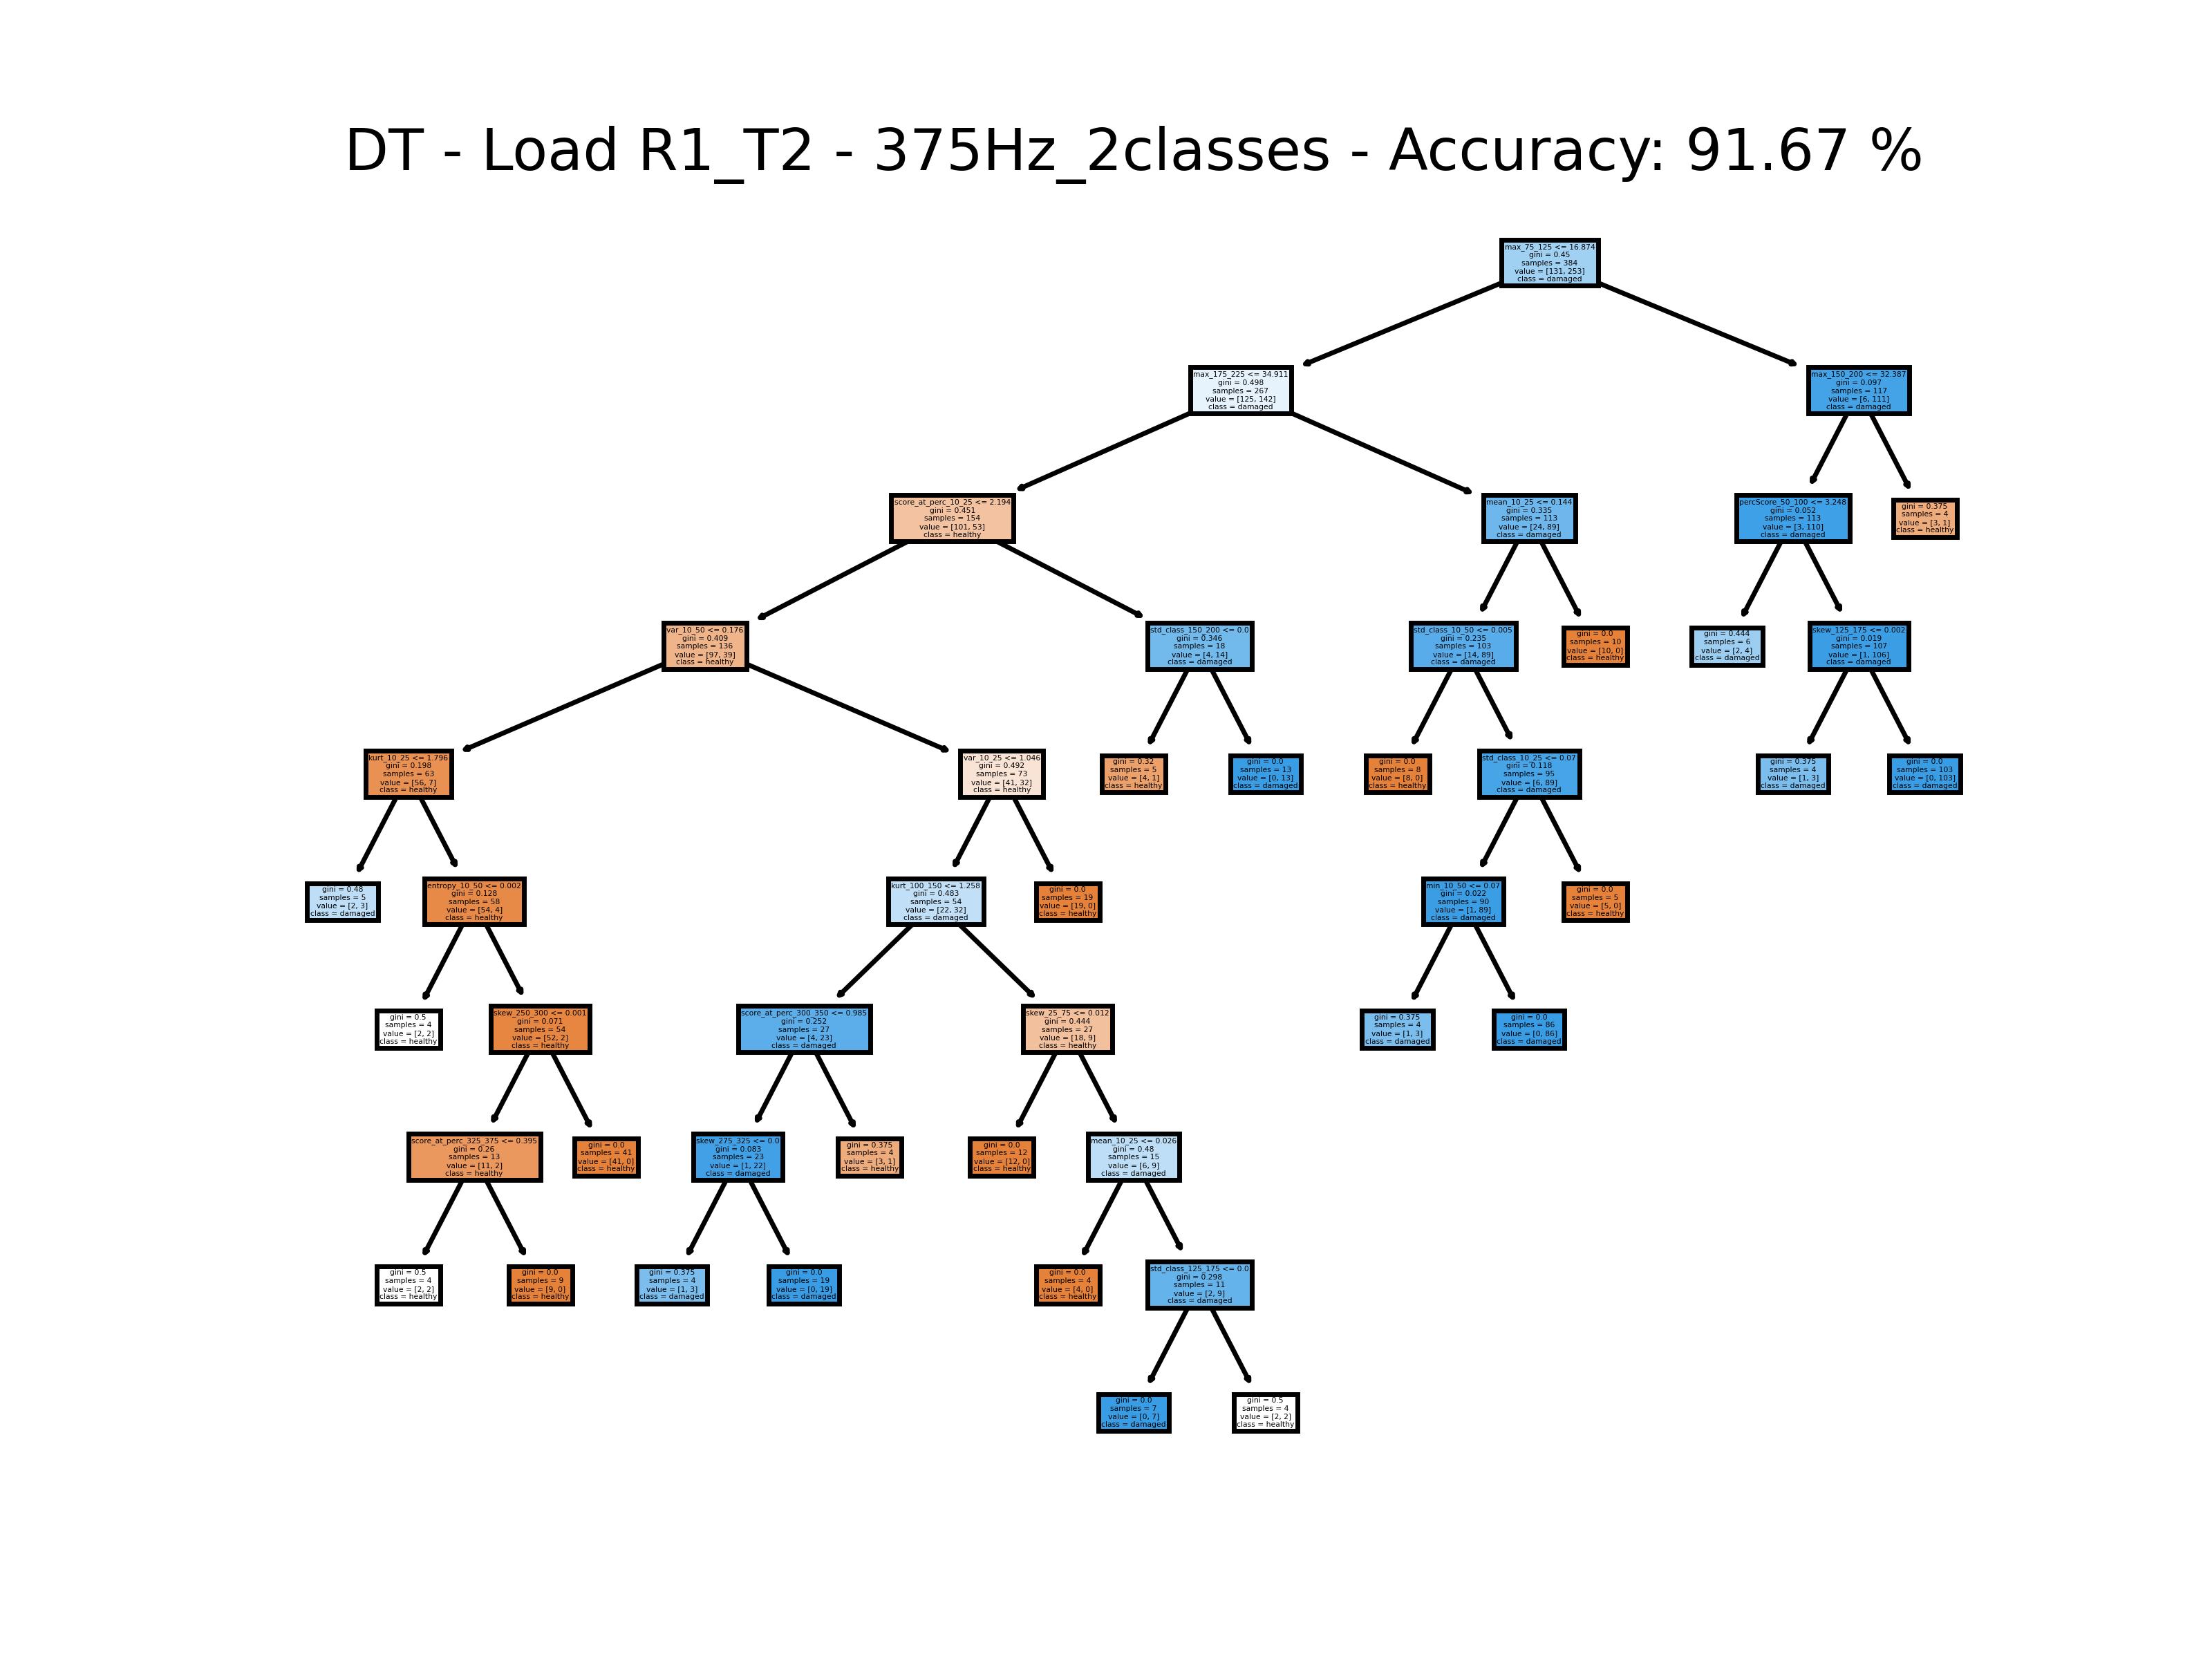 DT - Load R1_T2 - 375Hz_2classes - Accuracy: 91.67 %
max_75_125 <= 16.874
gini = 0.45
samples = 384
value = [131, 253]
class = damaged
max_175_225 <= 34.911
gini = 0.498
samples = 267
value = [125, 142]
class = damaged
max_150_200 <= 32.387
gini = 0.097
samples = 117
value = [6, 111]
class = damaged
score_at_perc_10_25 <= 2.194
gini = 0.451
samples = 154
value = [101, 53]
class = healthy
mean_10_25 <= 0.144
gini = 0.335
samples = 113
value = [24, 89]
class = damaged
percScore_50_100 <= 3.248
gini = 0.052
samples = 113
value = [3, 110]
class = damaged
gini = 0.375
samples = 4
value = [3, 1]
class = healthy
var_10_50 <= 0.176
gini = 0.409
samples = 136
value = [97, 39]
class = healthy
std_class_150_200 <= 0.0
gini = 0.346
samples = 18
value = [4, 14]
class = damaged
std_class_10_50 <= 0.005
gini = 0.235
samples = 103
value = [14, 89]
class = damaged
gini = 0.0
samples = 10
value = [10, 0]
class = healthy
gini = 0.444
samples = 6
value = [2, 4]
class = damaged
skew_125_175 <= 0.002
gini = 0.019
samples = 107
value = [1, 106]
class = damaged
kurt_10_25 <= 1.796
gini = 0.198
samples = 63
value = [56, 7]
class = healthy
var_10_25 <= 1.046
gini = 0.492
samples = 73
value = [41, 32]
class = healthy
gini = 0.32
samples = 5
value = [4, 1]
class = healthy
gini = 0.0
samples = 13
value = [0, 13]
class = damaged
gini = 0.0
samples = 8
value = [8, 0]
class = healthy
std_class_10_25 <= 0.07
gini = 0.118
samples = 95
value = [6, 89]
class = damaged
gini = 0.375
samples = 4
value = [1, 3]
class = damaged
gini = 0.0
samples = 103
value = [0, 103]
class = damaged
gini = 0.48
samples = 5
value = [2, 3]
class = damaged
entropy_10_50 <= 0.002
gini = 0.128
samples = 58
value = [54, 4]
class = healthy
kurt_100_150 <= 1.258
gini = 0.483
samples = 54
value = [22, 32]
class = damaged
gini = 0.0
samples = 19
value = [19, 0]
class = healthy
min_10_50 <= 0.07
gini = 0.022
samples = 90
value = [1, 89]
class = damaged
gini = 0.0
samples = 5
value = [5, 0]
class = healthy
gini = 0.5
samples = 4
value = [2, 2]
class = healthy
skew_250_300 <= 0.001
gini = 0.071
samples = 54
value = [52, 2]
class = healthy
score_at_perc_300_350 <= 0.985
gini = 0.252
samples = 27
value = [4, 23]
class = damaged
skew_25_75 <= 0.012
gini = 0.444
samples = 27
value = [18, 9]
class = healthy
gini = 0.375
samples = 4
value = [1, 3]
class = damaged
gini = 0.0
samples = 86
value = [0, 86]
class = damaged
score_at_perc_325_375 <= 0.395
gini = 0.26
samples = 13
value = [11, 2]
class = healthy
gini = 0.0
samples = 41
value = [41, 0]
class = healthy
skew_275_325 <= 0.0
gini = 0.083
samples = 23
value = [1, 22]
class = damaged
gini = 0.375
samples = 4
value = [3, 1]
class = healthy
gini = 0.0
samples = 12
value = [12, 0]
class = healthy
mean_10_25 <= 0.026
gini = 0.48
samples = 15
value = [6, 9]
class = damaged
gini = 0.5
samples = 4
value = [2, 2]
class = healthy
gini = 0.0
samples = 9
value = [9, 0]
class = healthy
gini = 0.375
samples = 4
value = [1, 3]
class = damaged
gini = 0.0
samples = 19
value = [0, 19]
class = damaged
gini = 0.0
samples = 4
value = [4, 0]
class = healthy
std_class_125_175 <= 0.0
gini = 0.298
samples = 11
value = [2, 9]
class = damaged
gini = 0.0
samples = 7
value = [0, 7]
class = damaged
gini = 0.5
samples = 4
value = [2, 2]
class = healthy